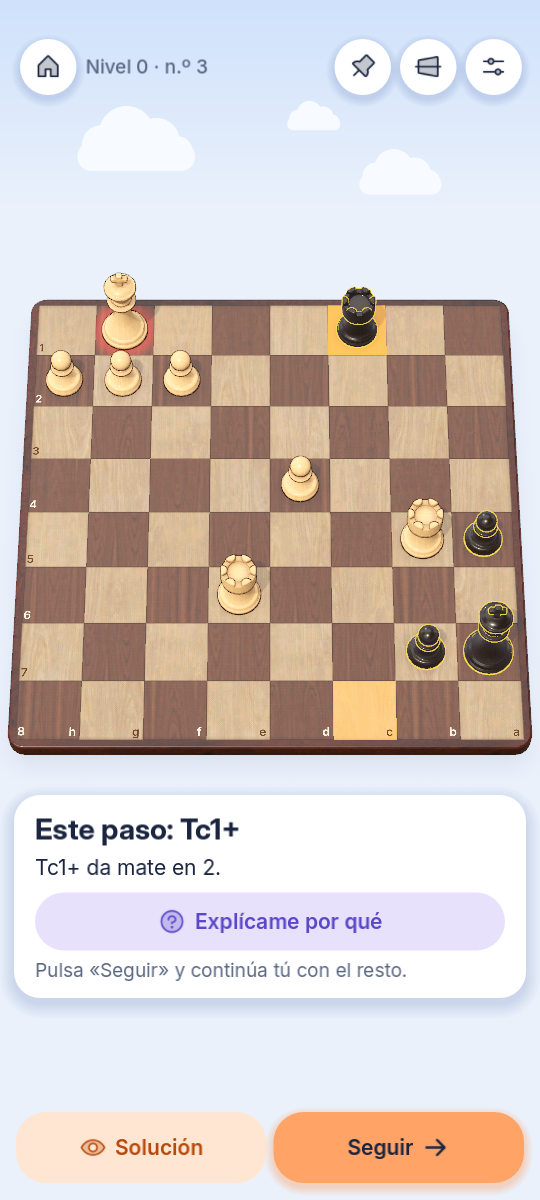 Nivel 0 · n.º 3
1
2
3
4
5
6
7
8 h g f e d c b a
Este paso: Tc1+
Tc1+ da mate en 2.
Explícame por qué
Pulsa «Seguir» y continúa tú con el resto.
Solución
Seguir